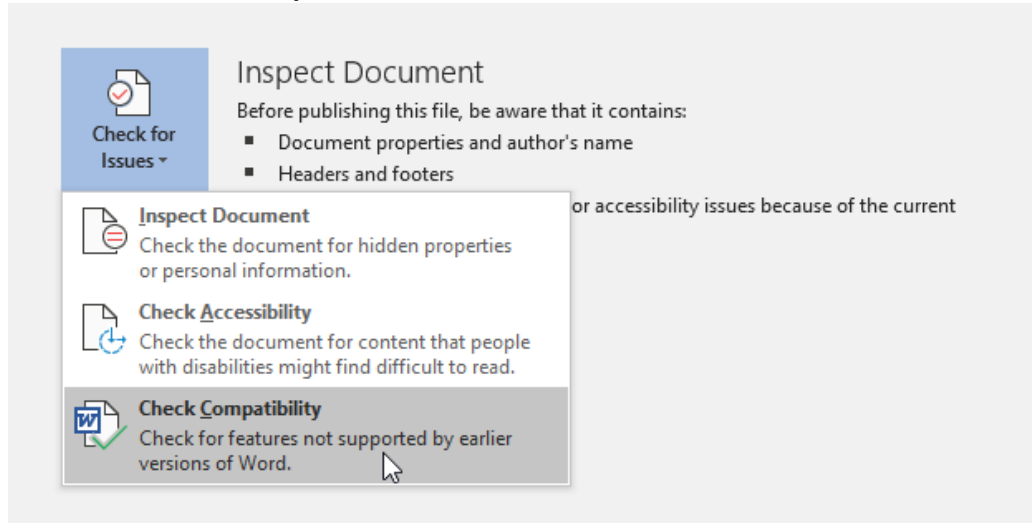 Inspect Document
Before publishing this file, be aware that it contains:
Check for
Issues
▪ Document properties and author's name
▪ Headers and footers
or accessibility issues because of the current
Inspect Document
Check the document for hidden properties
or personal information.
Check Accessibility
Check the document for content that people
with disabilities might find difficult to read.
Check Compatibility
Check for features not supported by earlier
versions of Word.